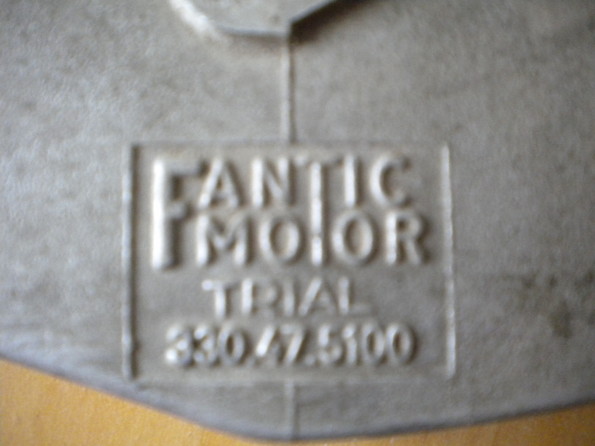 FANTIC
MOTOR
TRIAL
330.47.5100